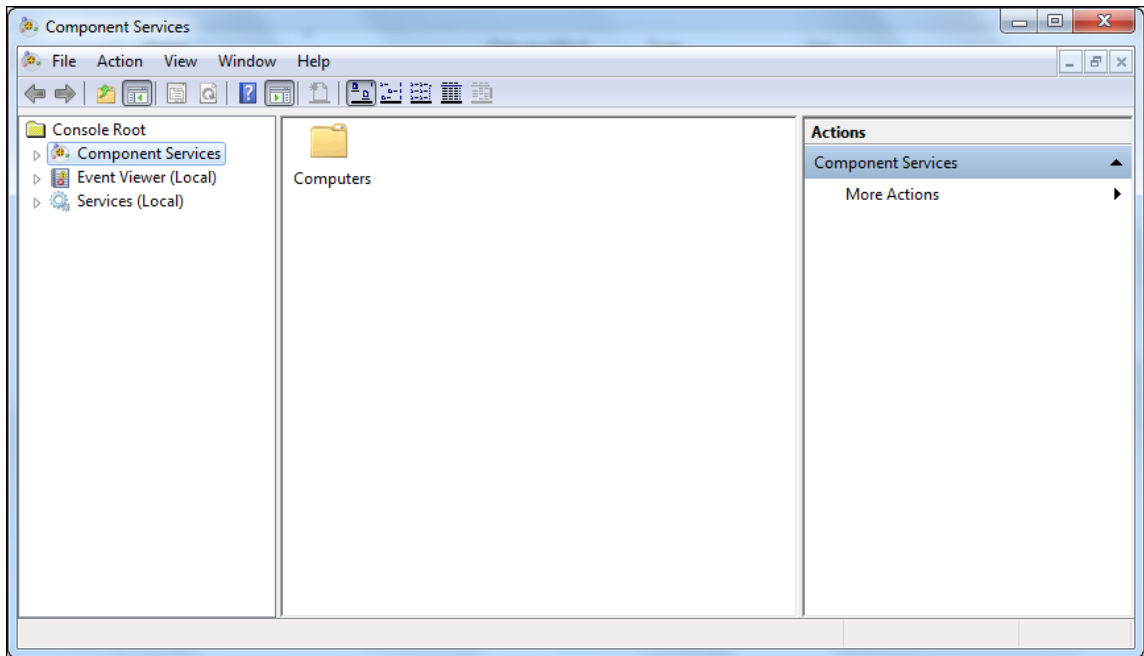 Component Services
File Action View Window Help
Console Root
Component Services
Event Viewer (Local)
Services (Local)
Computers
Actions
Component Services
More Actions